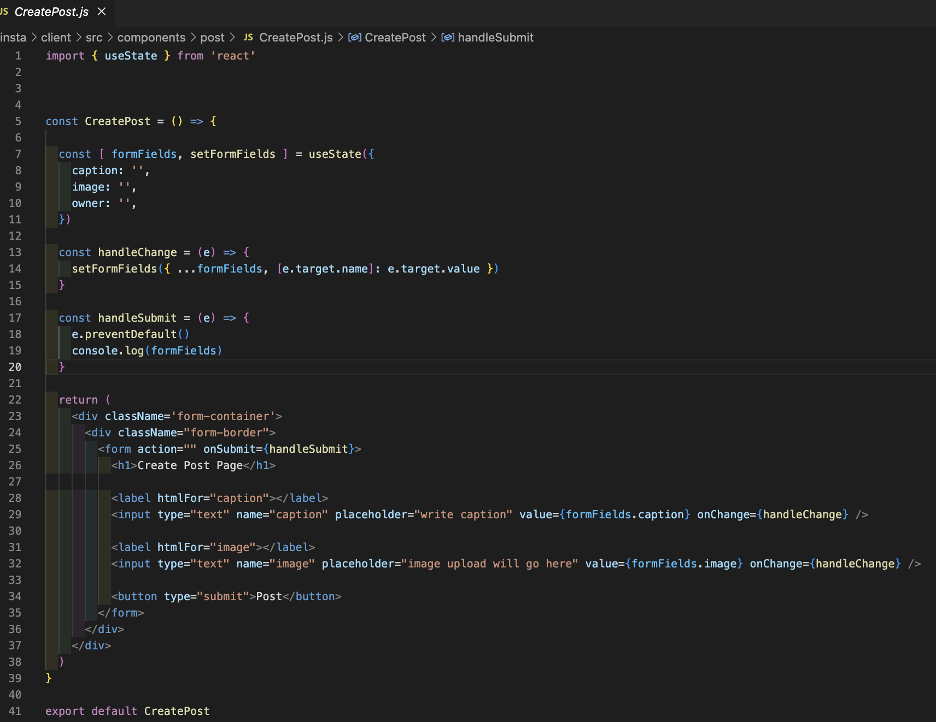 JS CreatePost.js ×
insta > client > src > components > post > JS CreatePost.js > CreatePost > handleSubmit
1 import { useState } from 'react'
2
3
4
5 const CreatePost = () => {
6
7 const [ formFields, setFormFields ] = useState({
8 caption: '',
9 image: '',
10 owner: '',
11 })
12
13 const handleChange = (e) => {
14 setFormFields({ ...formFields, [e.target.name]: e.target.value })
15 }
16
17 const handleSubmit = (e) => {
18 e.preventDefault()
19 console.log(formFields)
20 }
21
22 return (
23 <div className='form-container'>
24 <div className="form-border">
25 <form action="" onSubmit={handleSubmit}>
26 <h1>Create Post Page</h1>
27
28 <label htmlFor="caption"></label>
29 <input type="text" name="caption" placeholder="write caption" value={formFields.caption} onChange={handleChange} />
30
31 <label htmlFor="image"></label>
32 <input type="text" name="image" placeholder="image upload will go here" value={formFields.image} onChange={handleChange} />
33
34 <button type="submit">Post</button>
35 </form>
36 </div>
37 </div>
38 )
39 }
40
41 export default CreatePost